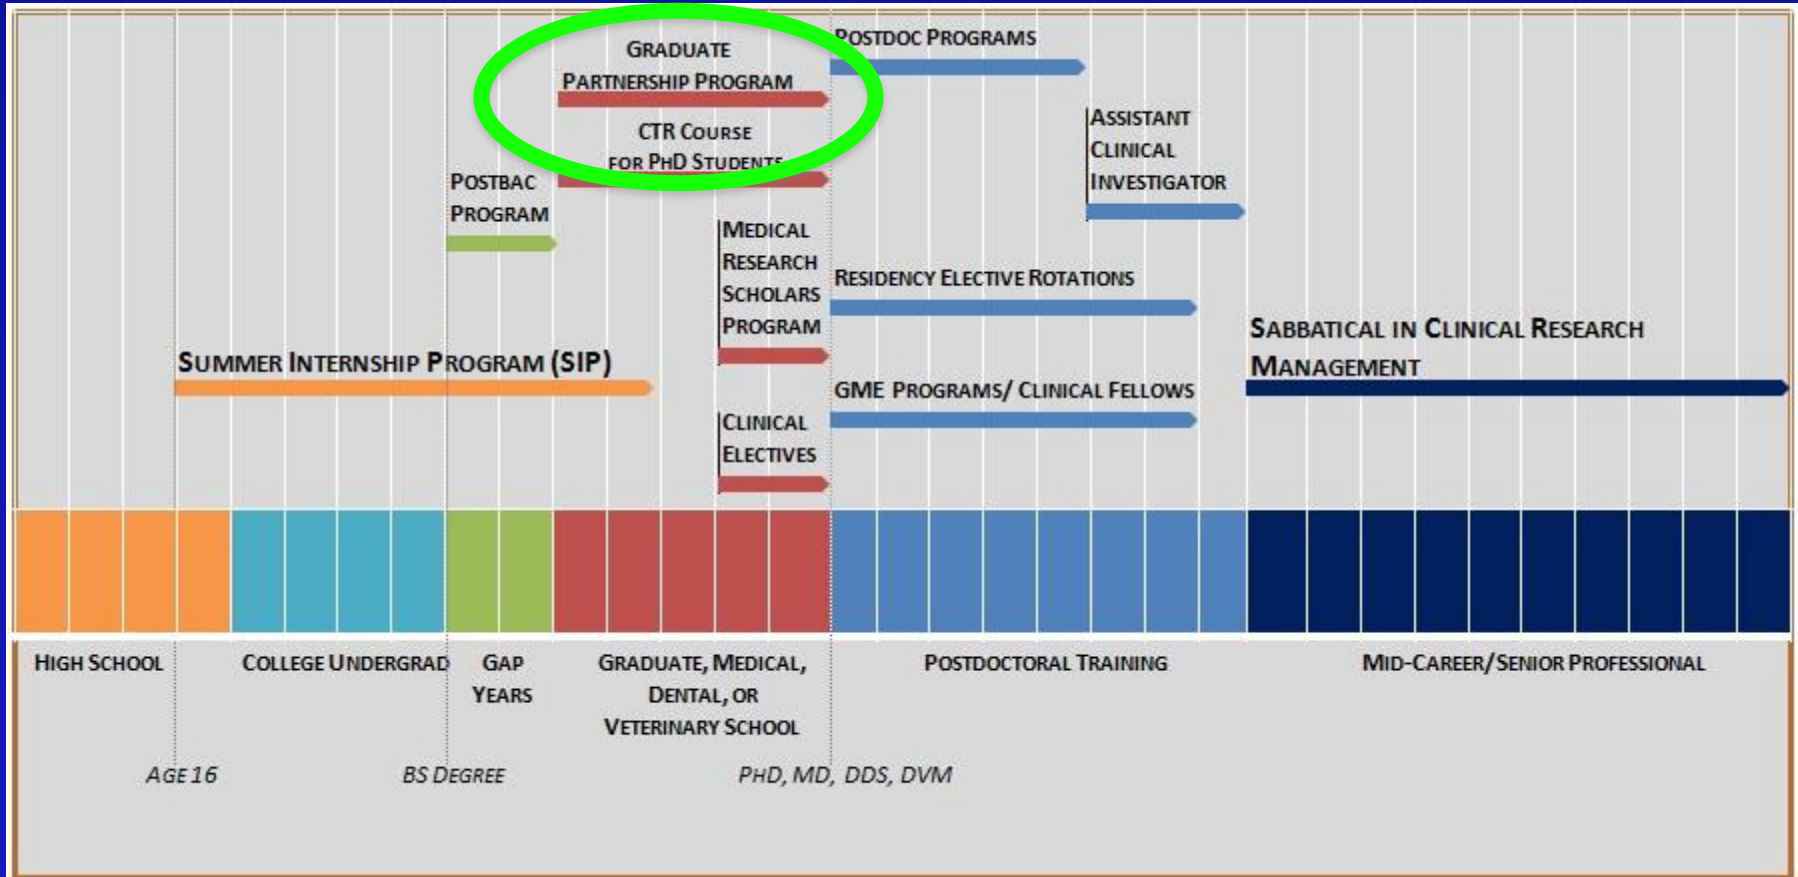 GRADUATE
PARTNERSHIP PROGRAM
POSTDOC PROGRAMS
CTR COURSE
FOR PHD STUDENTS
ASSISTANT
CLINICAL
INVESTIGATOR
POSTBAC
PROGRAM
MEDICAL
RESEARCH
SCHOLARS
PROGRAM
RESIDENCY ELECTIVE ROTATIONS
SABBATICAL IN CLINICAL RESEARCH
MANAGEMENT
SUMMER INTERNSHIP PROGRAM (SIP)
GME PROGRAMS/ CLINICAL FELLOWS
CLINICAL
ELECTIVES
HIGH SCHOOL
COLLEGE UNDERGRAD
GAP
YEARS
GRADUATE, MEDICAL,
DENTAL, OR
VETERINARY SCHOOL
POSTDOCTORAL TRAINING
MID-CAREER/SENIOR PROFESSIONAL
AGE 16
BS DEGREE
PHD, MD, DDS, DVM